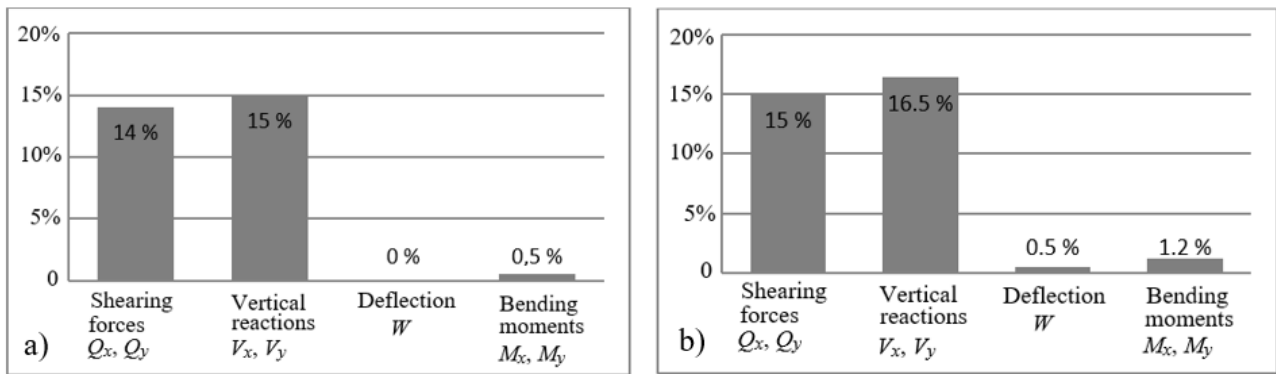 20%
15%
10%
5%
0
14 %
15 %
0 %
0,5 %
Shearing
forces
Qx, Qy
Vertical
reactions
Vx, Vy
Deflection
W
Bending
moments
Mx, My
a)
20%
15%
10%
5%
0
15 %
16.5 %
0.5 %
1.2 %
Shearing
forces
Qx, Qy
Vertical
reactions
Vx, Vy
Deflection
W
Bending
moments
Mx, My
b)